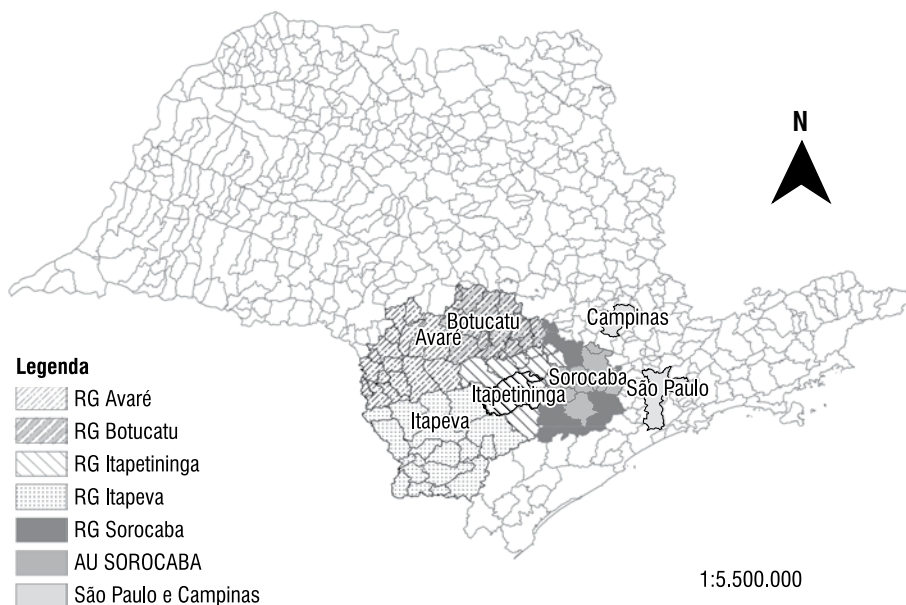 N
Campinas
Botucatu
Avaré
Sorocaba
São Paulo
Itapetininga
Itapeva
Legenda
RG Avaré
RG Botucatu
RG Itapetininga
RG Itapeva
RG Sorocaba
AU SOROCABA
São Paulo e Campinas
1:5.500.000